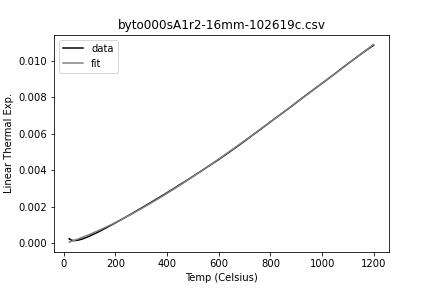 byto000sA1r2-16mm-102619c.csv
data
fit
Linear Thermal Exp.
0.010
0.008
0.006
0.004
0.002
0.000
0 200 400 600 800 1000 1200
Temp (Celsius)